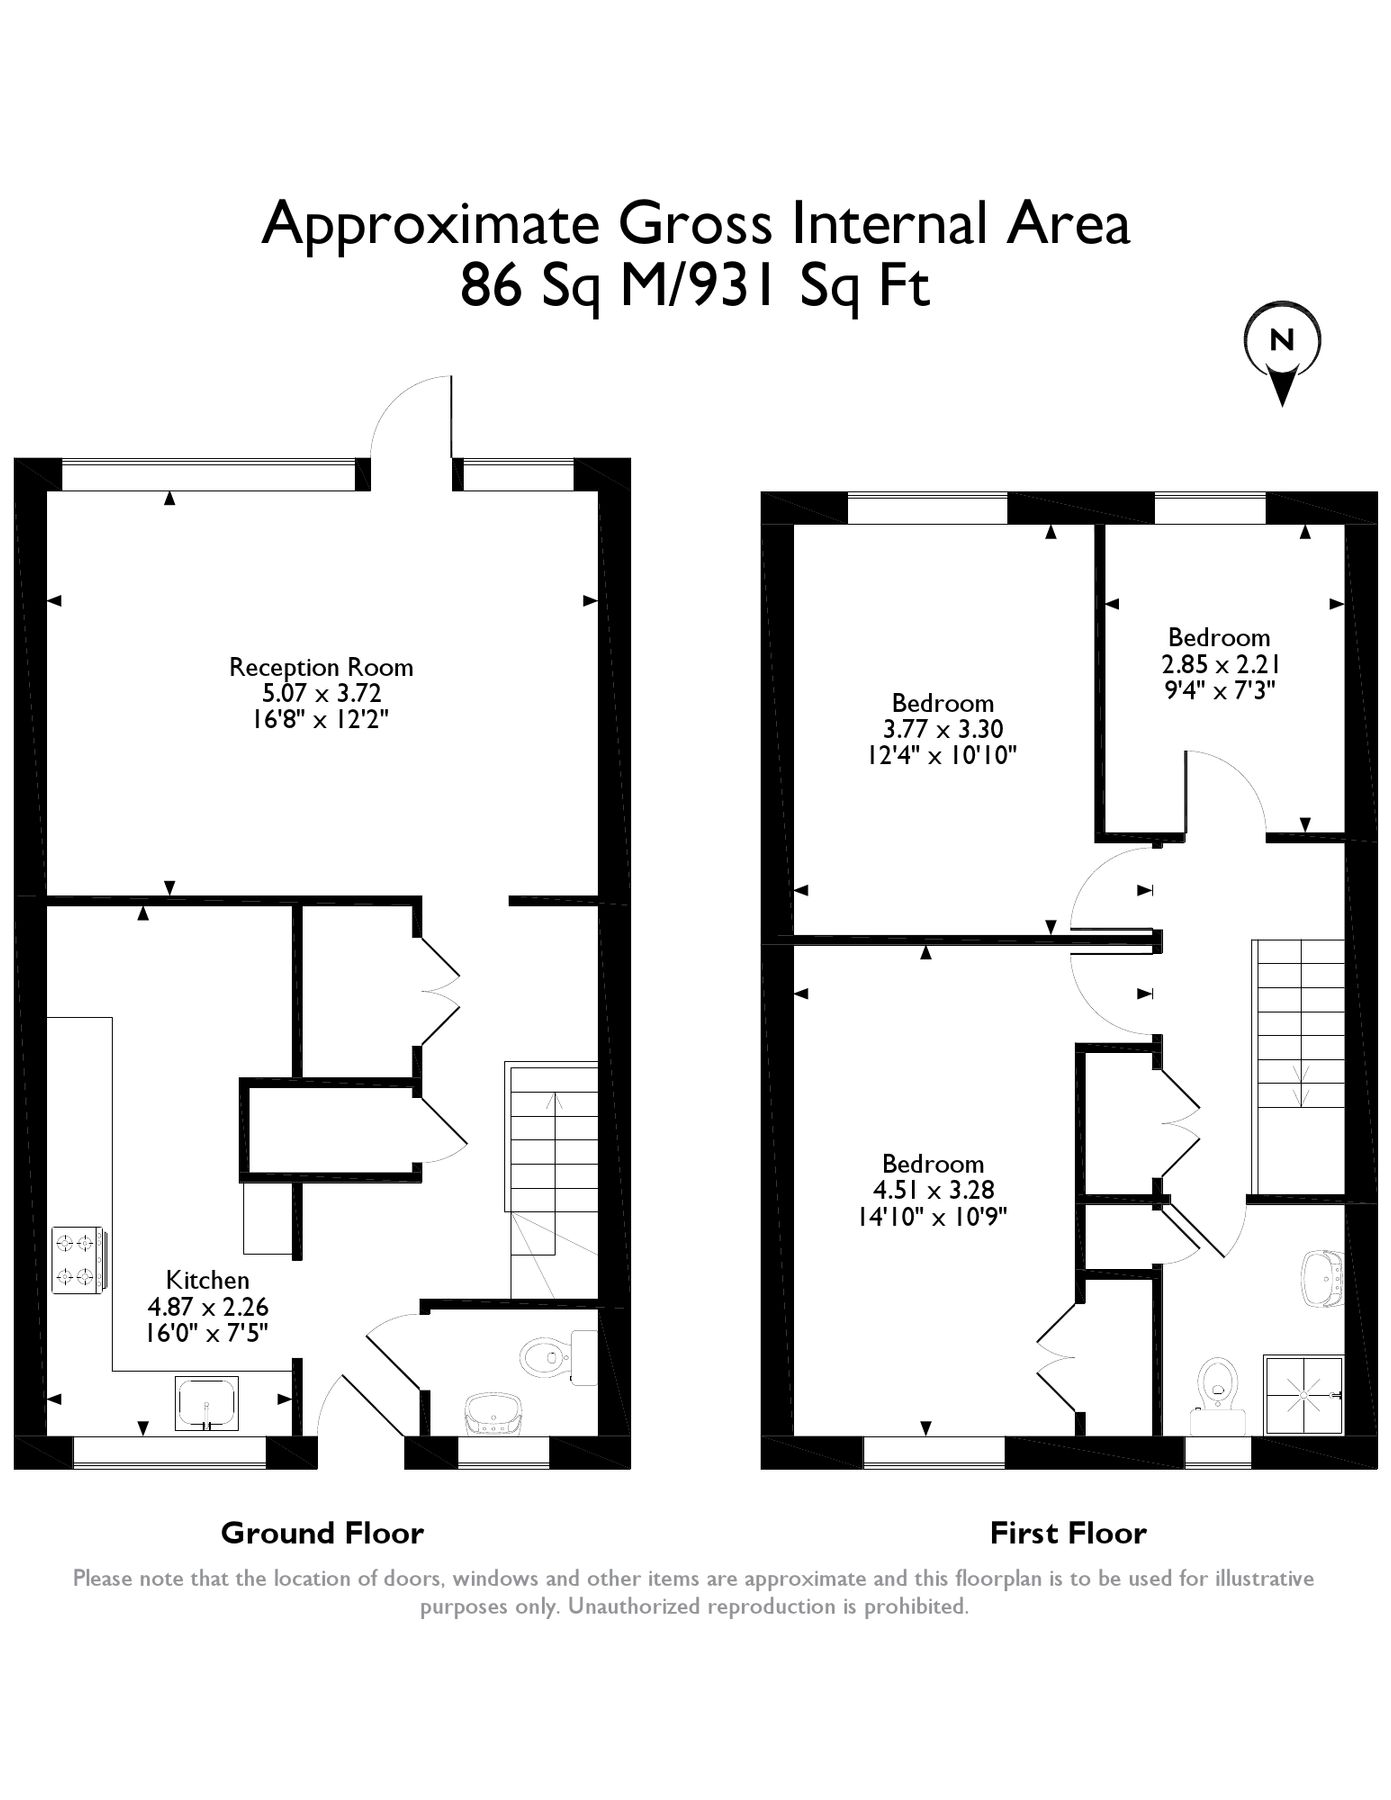 Approximate Gross Internal Area
86 Sq M/931 Sq Ft
N
Reception Room
5.07 x 3.72
16'8" x 12'2"
Kitchen
4.87 x 2.26
16'0" x 7'5"
Bedroom
3.77 x 3.30
12'4" x 10'10"
Bedroom
2.85 x 2.21
9'4" x 7'3"
Bedroom
4.51 x 3.28
14'10" x 10'9"
Ground Floor
First Floor
Please note that the location of doors, windows and other items are approximate and this floorplan is to be used for illustrative
purposes only. Unauthorized reproduction is prohibited.